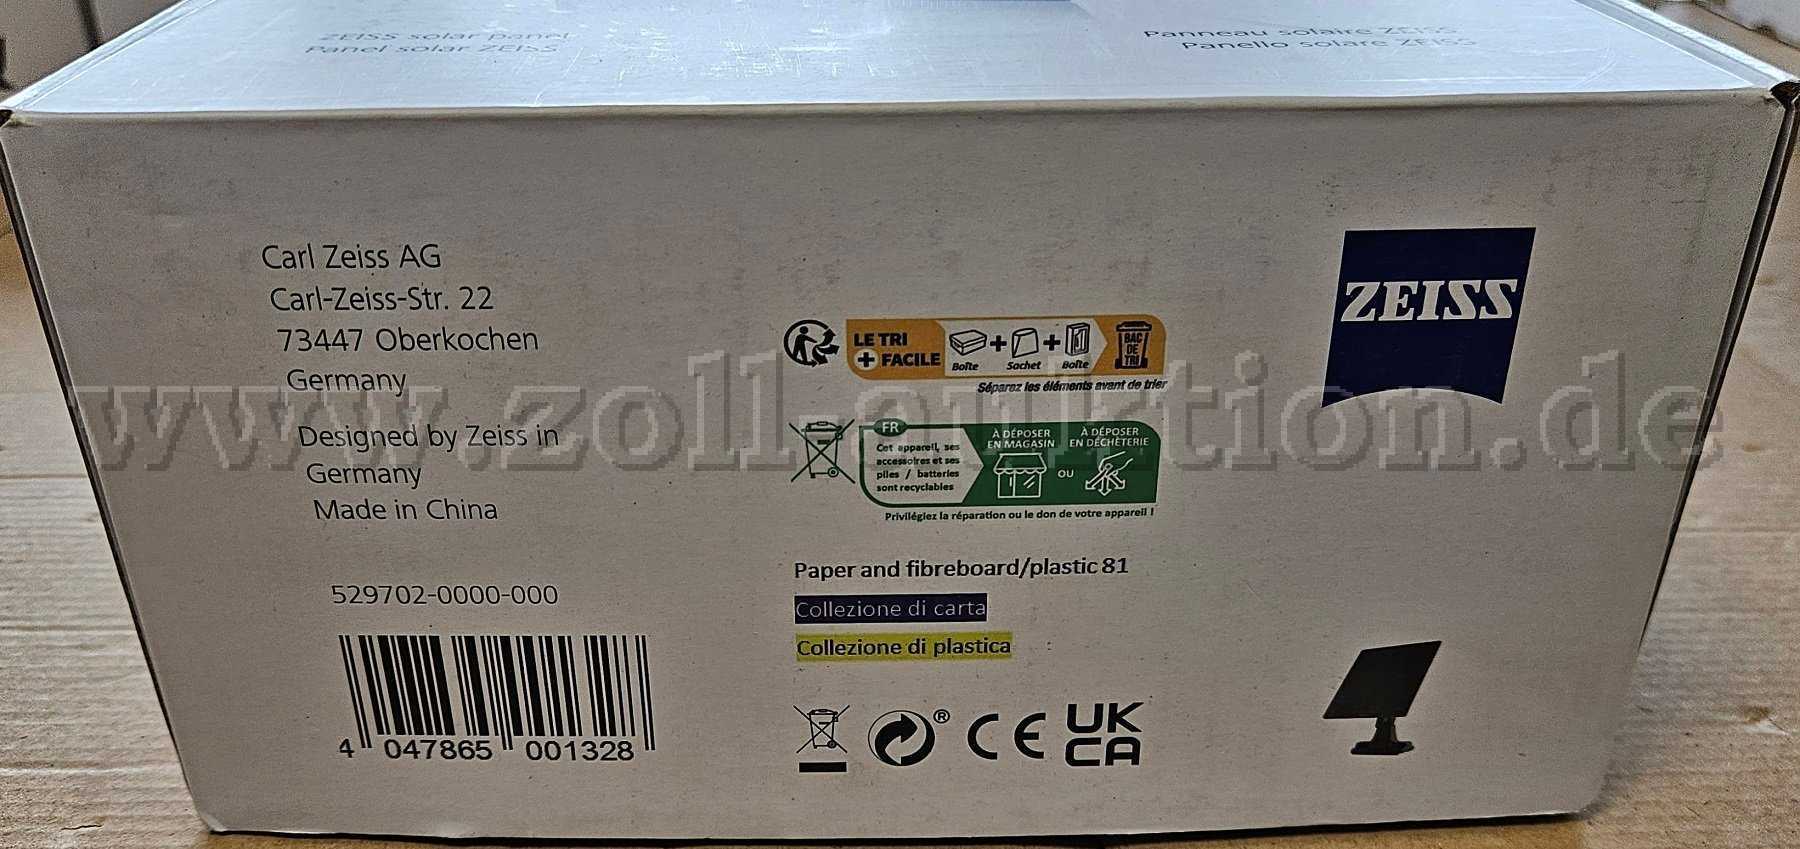 ZEISS solar panel
Panel solar ZEISS
Panneau solaire ZEISS
Panello solare ZEISS
Carl Zeiss AG
Carl-Zeiss-Str. 22
73447 Oberkochen
Germany
Designed by Zeiss in
Germany
Made in China
529702-0000-000
4 047865 001328
LE TRI
+ FACILE
Boîte + Sachet + Boîte
BAC
DE
TRI
Séparez les éléments avant de trier
FR
Cet appareil, ses
accessoires et ses
piles / batteries
sont recyclables
À DÉPOSER
EN MAGASIN
OU
À DÉPOSER
EN DÉCHÈTERIE
Privilégiez la réparation ou le don de votre appareil !
Paper and fibreboard/plastic 81
Collezione di carta
Collezione di plastica
® CE
UK
CA
ZEISS
www.zoll-auktion.de